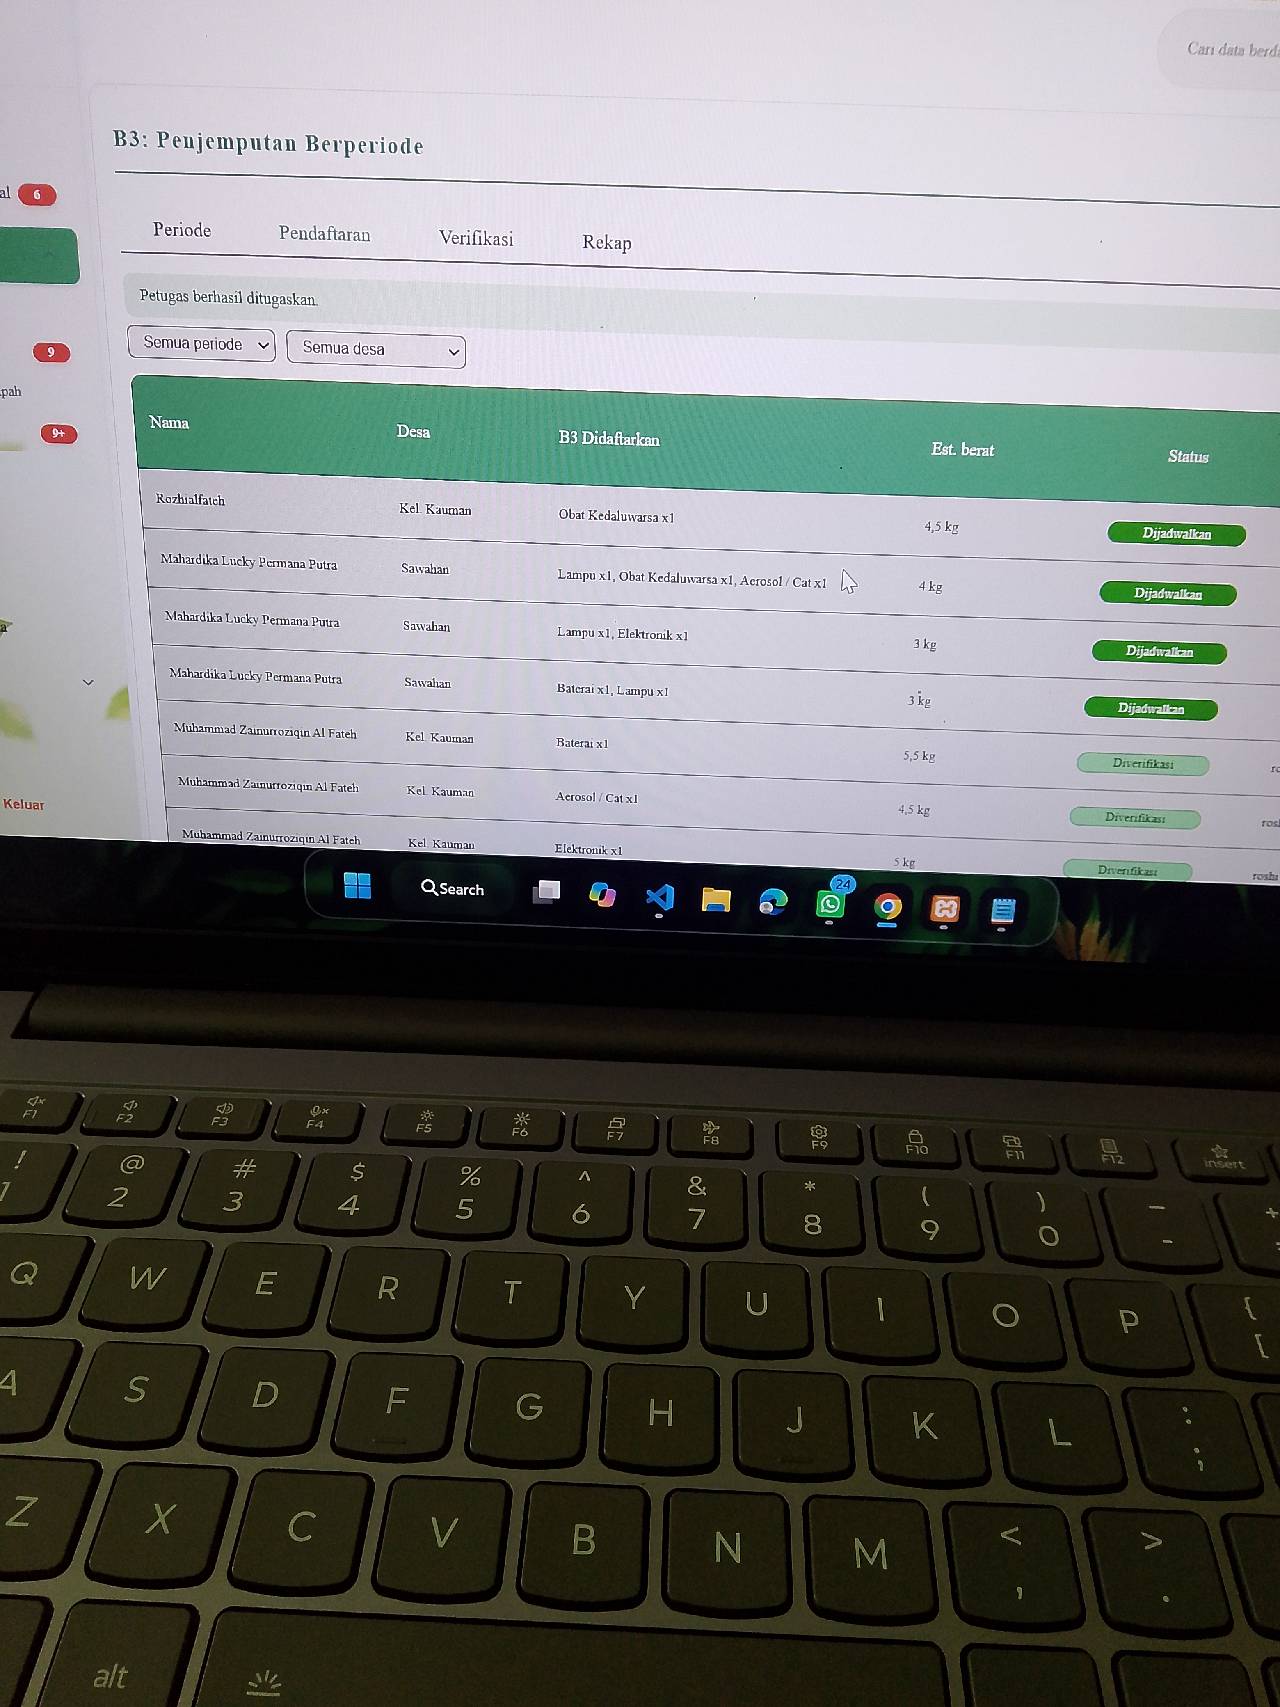 Cari data berda
B3: Penjemputan Berperiode
al 6
Periode Pendaftaran Verifikasi Rekap
Petugas berhasil ditugaskan.
Semua periode Semua desa
9
pah
9+
Nama Desa B3 Didaftarkan Est. berat Status
Rozhialfateh Kel. Kauman Obat Kedaluwarsa x1 4,5 kg Dijadwalkan
Mahardika Lucky Permana Putra Sawahan Lampu x1, Obat Kedaluwarsa x1, Aerosol / Cat x1 4 kg Dijadwalkan
Mahardika Lucky Permana Putra Sawahan Lampu x1, Elektronik x1 3 kg Dijadwalkan
Mahardika Lucky Permana Putra Sawahan Baterai x1, Lampu x1 3 kg Dijadwalkan
Muhammad Zainurroziqin Al Fateh Kel. Kauman Baterai x1 5,5 kg Diverifikasi
Muhammad Zainurroziqin Al Fateh Kel. Kauman Aerosol / Cat x1 4,5 kg Diverifikasi
Muhammad Zainurroziqin Al Fateh Kel. Kauman Elektronik x1 5 kg Diverifikasi roshi
Keluar
Search 24
F1 F2 F3 F4 F5 F6 F7 F8 F9 F10 F11 F12 insert
! @ # $ % ^ & * ( ) — +
1 2 3 4 5 6 7 8 9 0 -
Q W E R T Y U I O P { [
A S D F G H J K L : ;
Z X C V B N M < , > .
alt